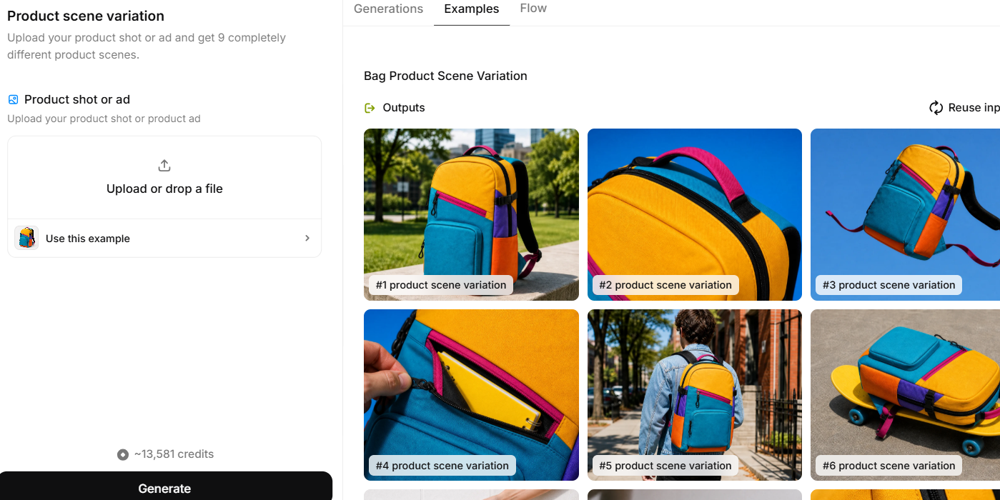 Product scene variation
Upload your product shot or ad and get 9 completely
different product scenes.
Product shot or ad
Upload your product shot or product ad
Upload or drop a file
Use this example
~13,581 credits
Generate
Generations
Examples
Flow
Bag Product Scene Variation
Outputs
Reuse inp
#1 product scene variation
#2 product scene variation
#3 product scene variation
#4 product scene variation
#5 product scene variation
#6 product scene variation